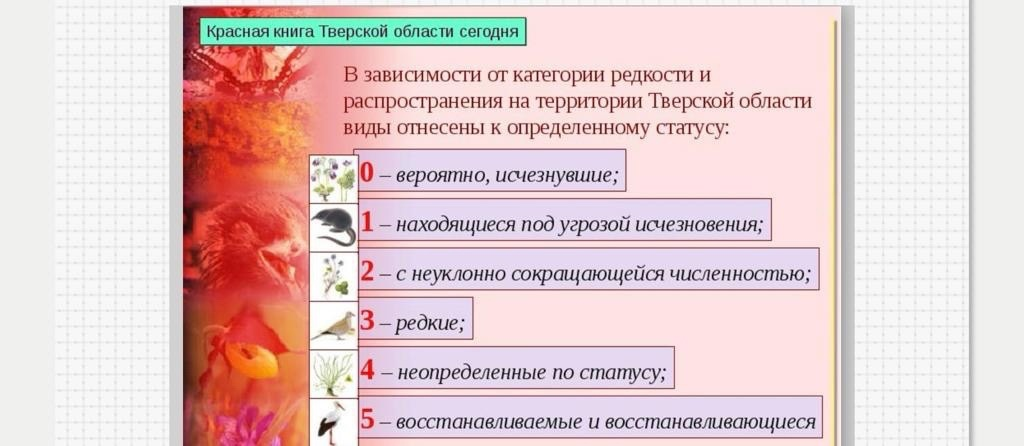 Красная книга Тверской области сегодня
В зависимости от категории редкости и
распространения на территории Тверской области
виды отнесены к определенному статусу:
0 – вероятно, исчезнувшие;
1 – находящиеся под угрозой исчезновения;
2 – с неуклонно сокращающейся численностью;
3 – редкие;
4 – неопределенные по статусу;
5 – восстанавливаемые и восстанавливающиеся